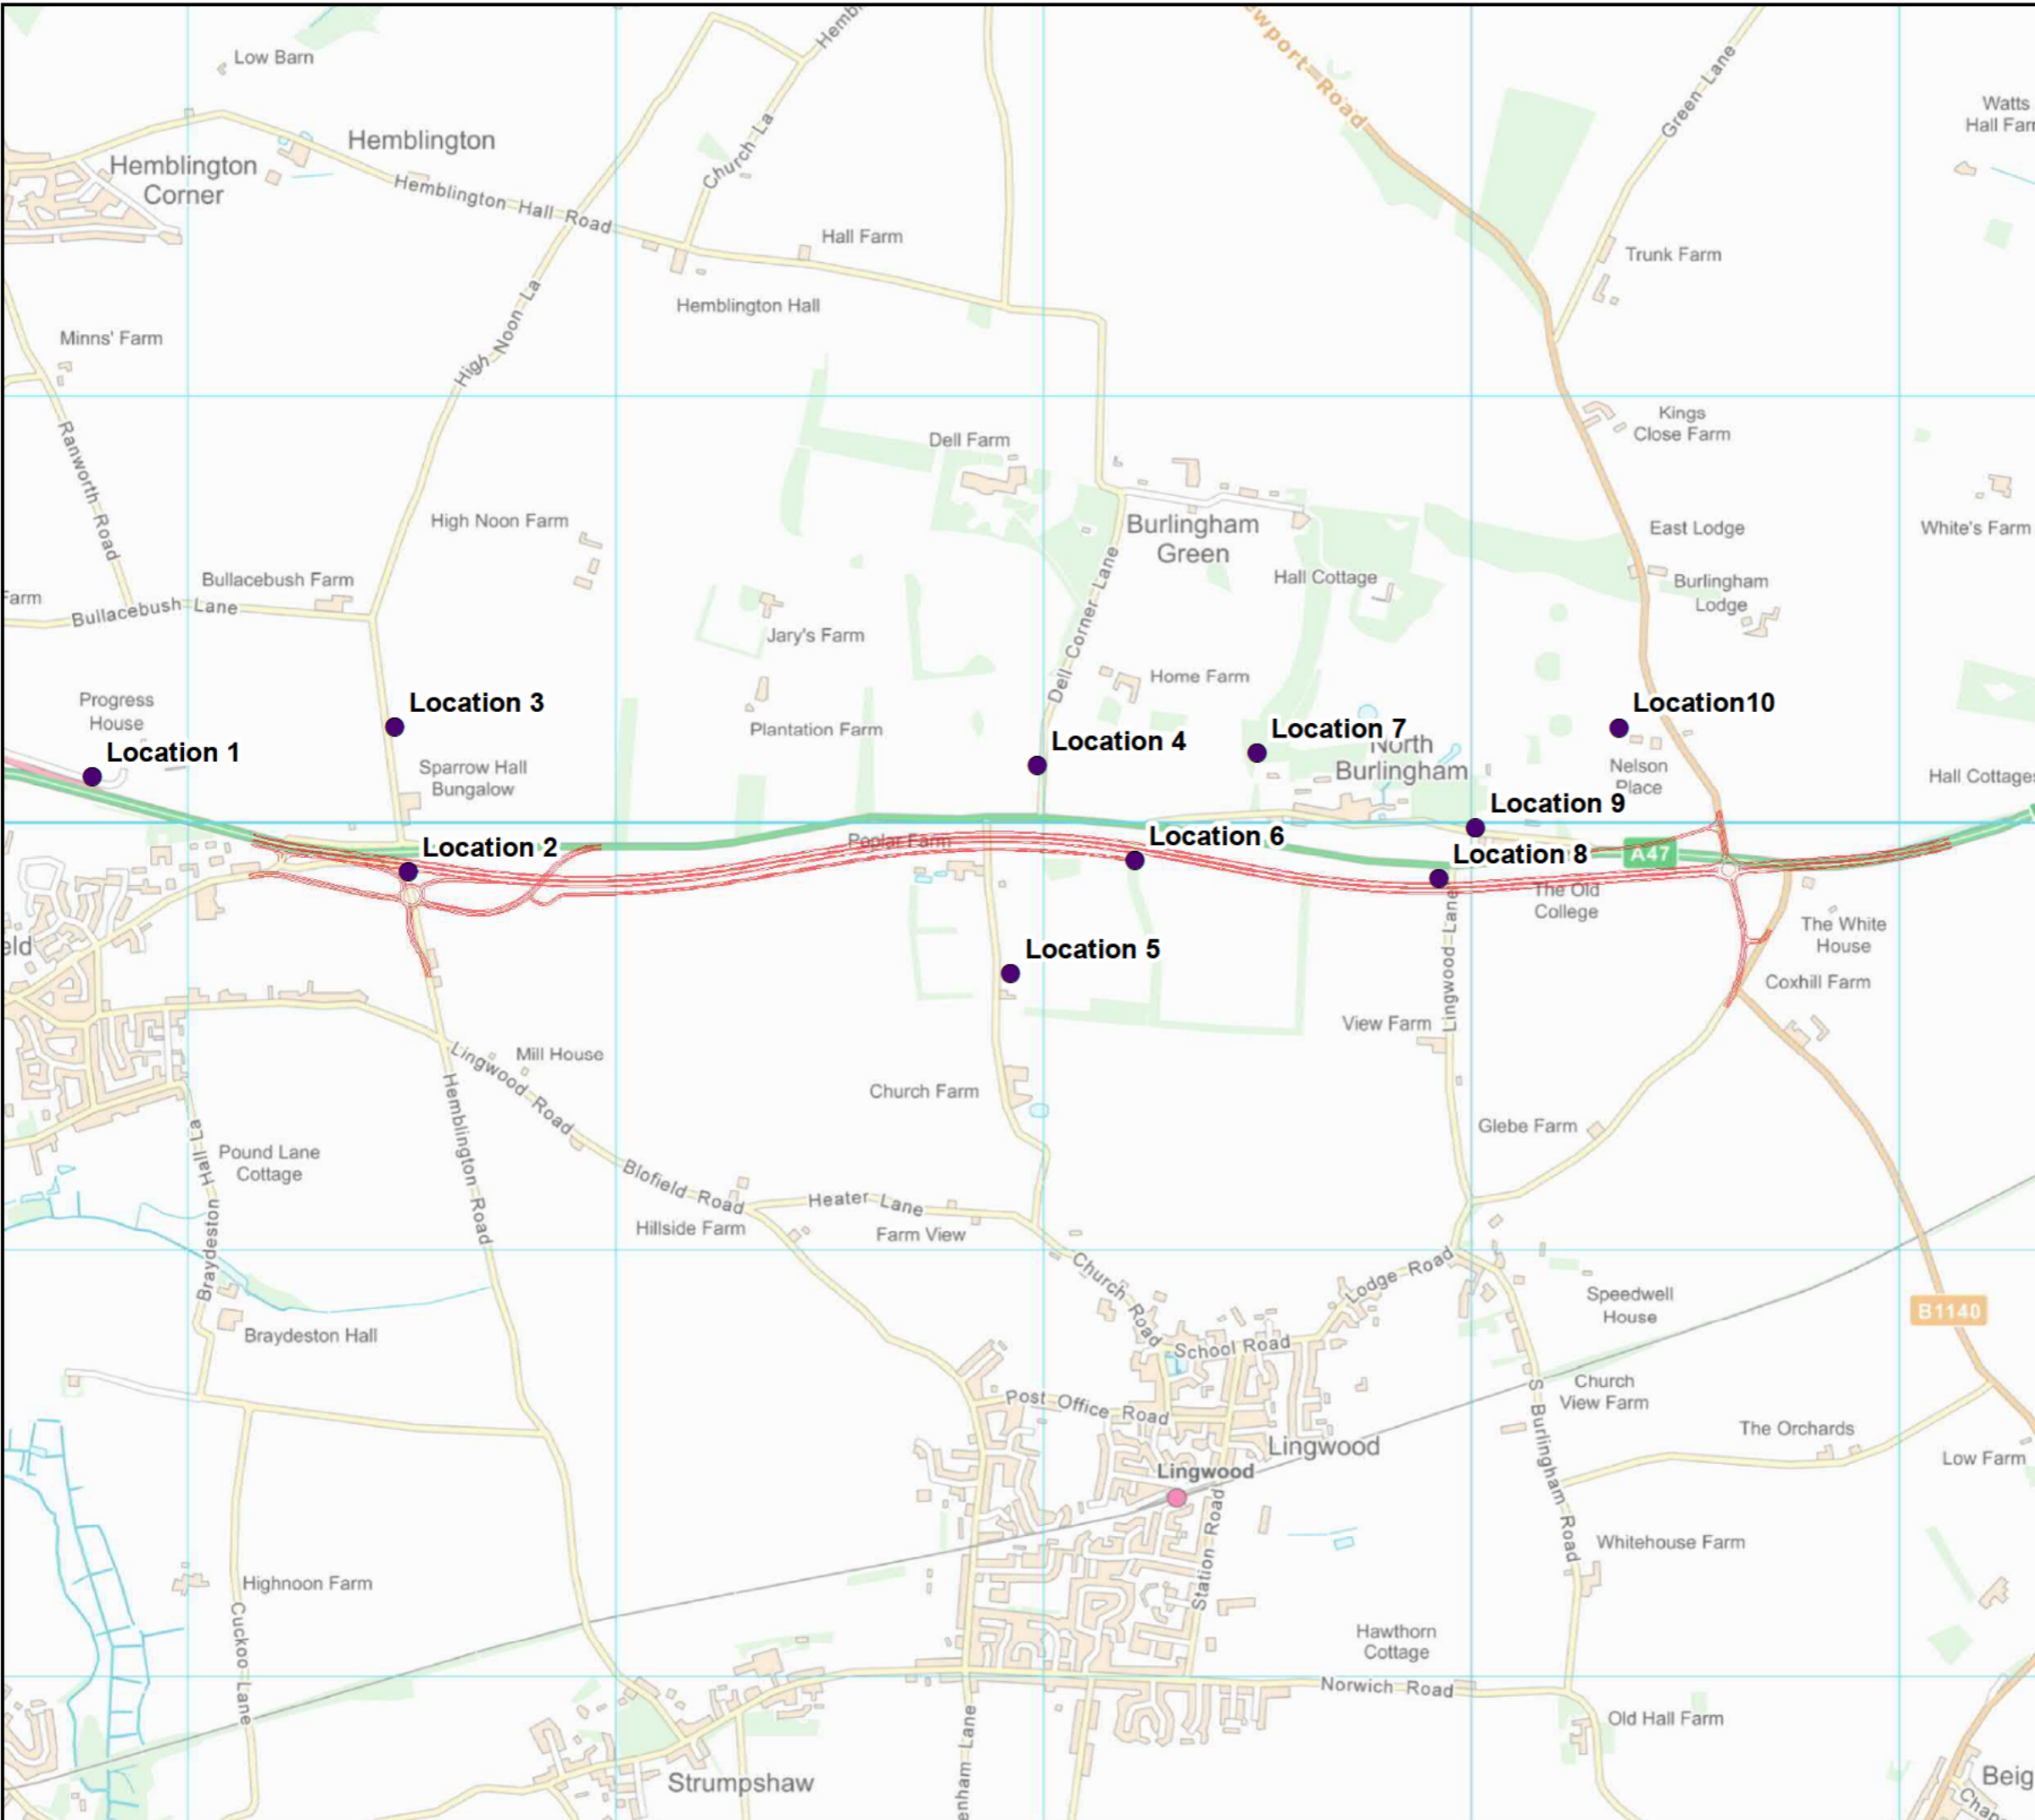 Low Barn
Hemb
ewport Road
Green Lane
Watts
Hall Far
Hemblington
Hemblington
Corner
Church La
Hemblington Hall Road
Hall Farm
Trunk Farm
Hemblington Hall
High Noon La
Minns' Farm
Kings
Close Farm
Ranworth Road
Dell Farm
High Noon Farm
Burlingham
Green
East Lodge
White's Farm
Bullacebush Farm
Hall Cottage
Burlingham
Lodge
Farm
Bullacebush Lane
Jary's Farm
Dell Corner Lane
Home Farm
Progress
House
Location 3
Location10
Plantation Farm
Location 7
Location 4
North
Burlingham
Location 1
Sparrow Hall
Bungalow
Nelson
Place
Hall Cottages
Location 9
Poplar Farm
Location 6
Location 2
Location 8
A47
The Old
College
Lingwood Lane
The White
House
eld
Location 5
Coxhill Farm
View Farm
Mill House
Lingwood Road
Church Farm
Hemblington Road
Glebe Farm
Pound Lane
Cottage
Braydeston Hall La
Blofield Road
Heater Lane
Hillside Farm
Farm View
Church Road
Lodge Road
Speedwell
House
B1140
Braydeston Hall
School Road
Church
View Farm
Post Office Road
The Orchards
Lingwood
Low Farm
Lingwood
S Burlingham Road
Station Road
Whitehouse Farm
Highnoon Farm
Cuckoo Lane
Hawthorn
Cottage
Norwich Road
Old Hall Farm
enham Lane
Strumpshaw
Beig
Chap